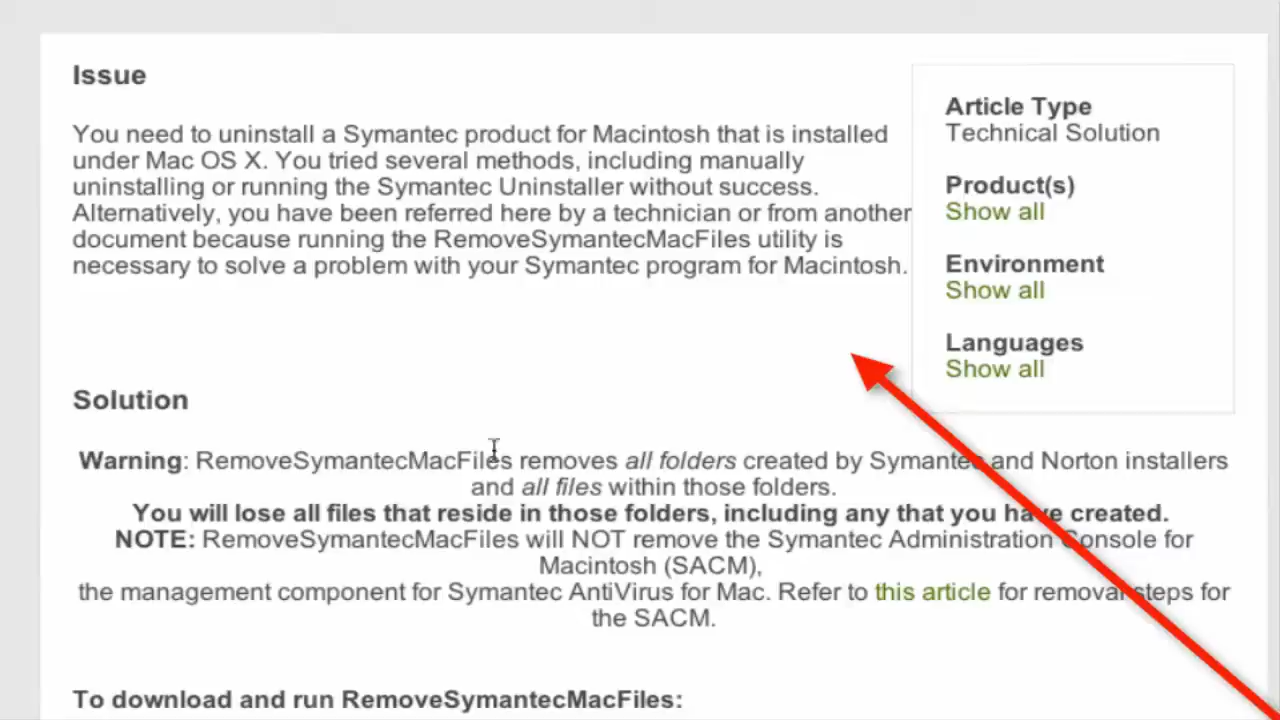 Issue
You need to uninstall a Symantec product for Macintosh that is installed
under Mac OS X. You tried several methods, including manually
uninstalling or running the Symantec Uninstaller without success.
Alternatively, you have been referred here by a technician or from another
document because running the RemoveSymantecMacFiles utility is
necessary to solve a problem with your Symantec program for Macintosh.
Article Type
Technical Solution
Product(s)
Show all
Environment
Show all
Languages
Show all
Solution
Warning: RemoveSymantecMacFiles removes all folders created by Symantec and Norton installers
and all files within those folders.
You will lose all files that reside in those folders, including any that you have created.
NOTE: RemoveSymantecMacFiles will NOT remove the Symantec Administration Console for
Macintosh (SACM),
the management component for Symantec AntiVirus for Mac. Refer to this article for removal steps for
the SACM.
To download and run RemoveSymantecMacFiles: